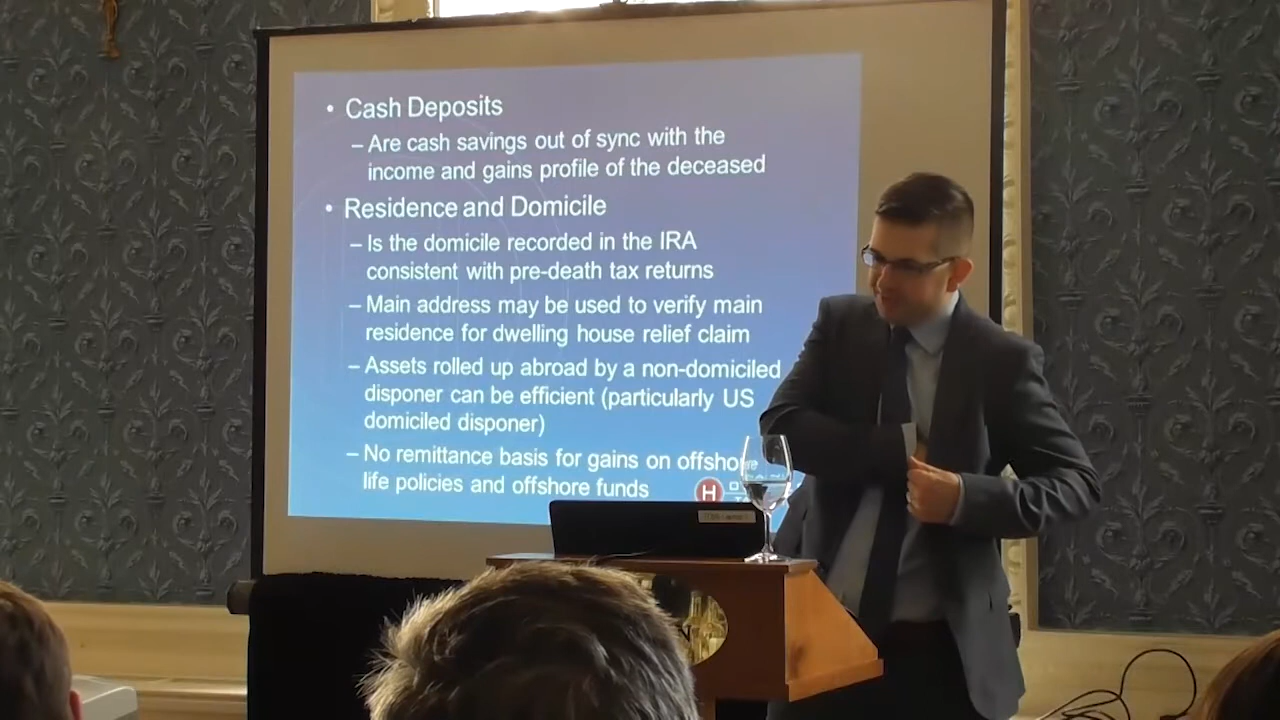 • Cash Deposits
– Are cash savings out of sync with the
income and gains profile of the deceased
• Residence and Domicile
– Is the domicile recorded in the IRA
consistent with pre-death tax returns
– Main address may be used to verify main
residence for dwelling house relief claim
– Assets rolled up abroad by a non-domiciled
disponer can be efficient (particularly US
domiciled disponer)
– No remittance basis for gains on offshore
life policies and offshore funds
H